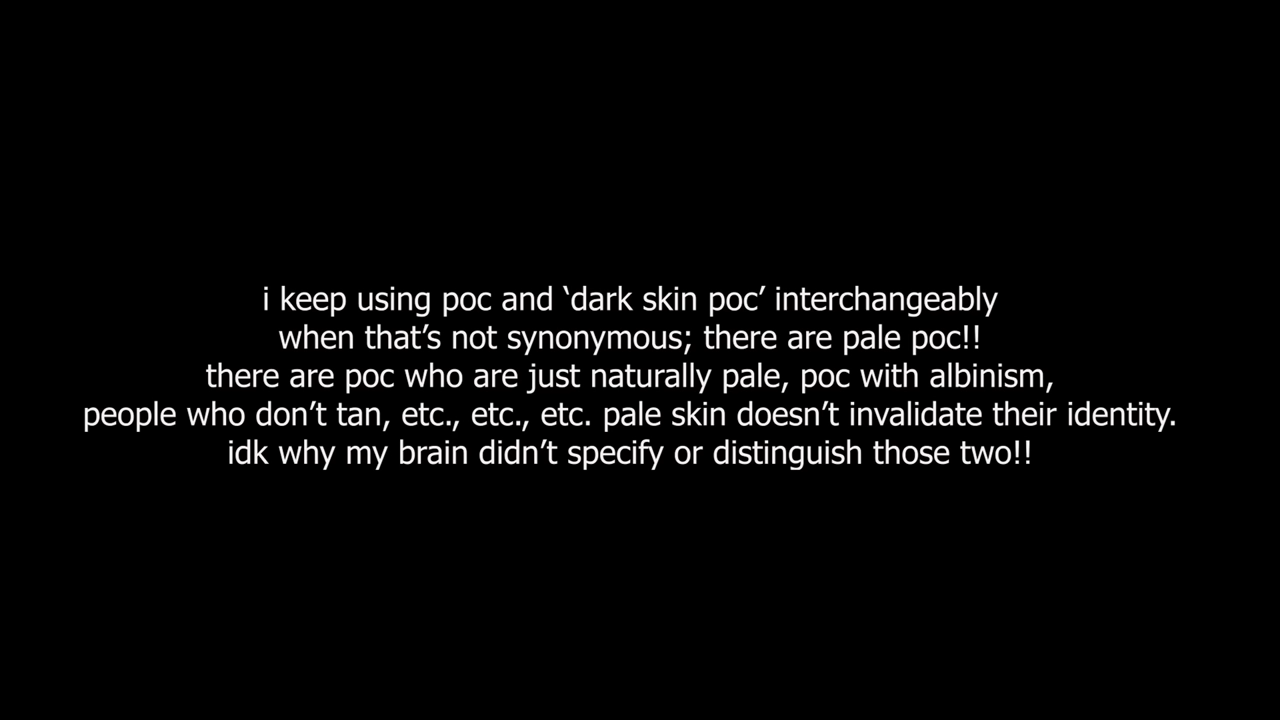 i keep using poc and ‘dark skin poc’ interchangeably
when that’s not synonymous; there are pale poc!!
there are poc who are just naturally pale, poc with albinism,
people who don’t tan, etc., etc., etc. pale skin doesn’t invalidate their identity.
idk why my brain didn’t specify or distinguish those two!!